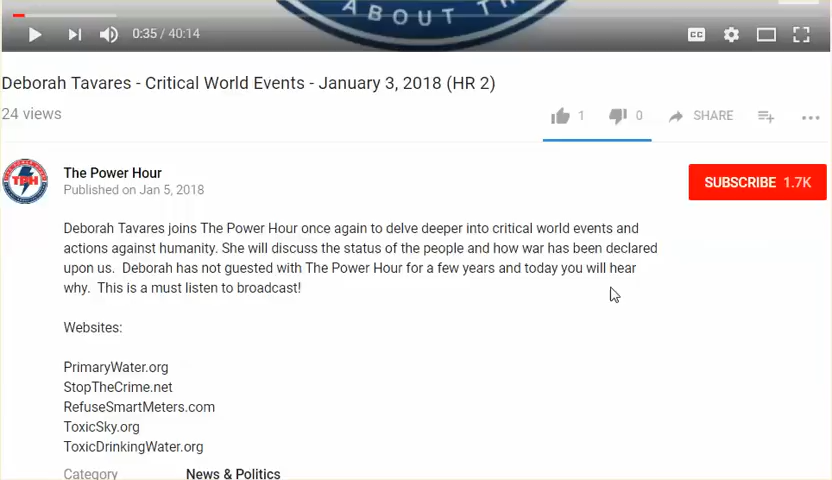 ABOUT TH
0:35 / 40:14
CC
Deborah Tavares - Critical World Events - January 3, 2018 (HR 2)
24 views
1 0 SHARE
TPH
The Power Hour
Published on Jan 5, 2018
SUBSCRIBE 1.7K
Deborah Tavares joins The Power Hour once again to delve deeper into critical world events and
actions against humanity. She will discuss the status of the people and how war has been declared
upon us. Deborah has not guested with The Power Hour for a few years and today you will hear
why. This is a must listen to broadcast!
Websites:
PrimaryWater.org
StopTheCrime.net
RefuseSmartMeters.com
ToxicSky.org
ToxicDrinkingWater.org
Category News & Politics